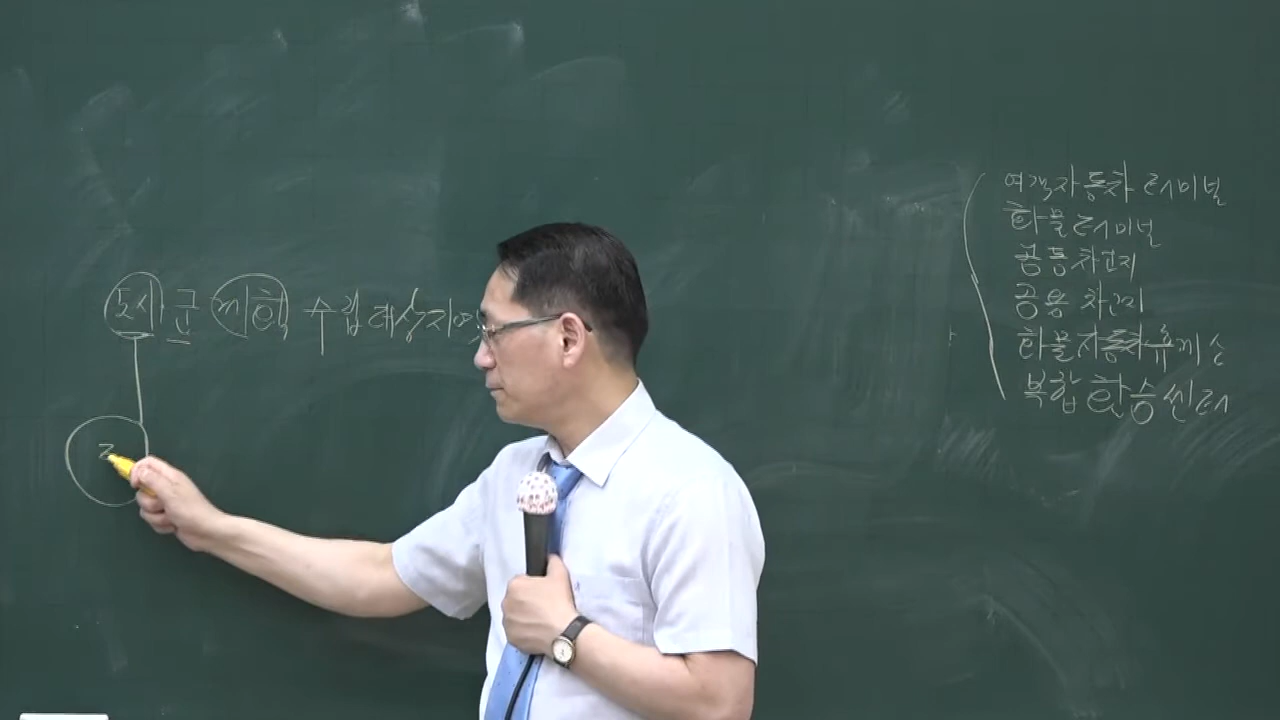 도시 군 계획 수립대상지역
ㄹ
여객자동차 터미널
화물터미널
공동차고지
공용차고지
화물자동차휴게소
복합환승센터